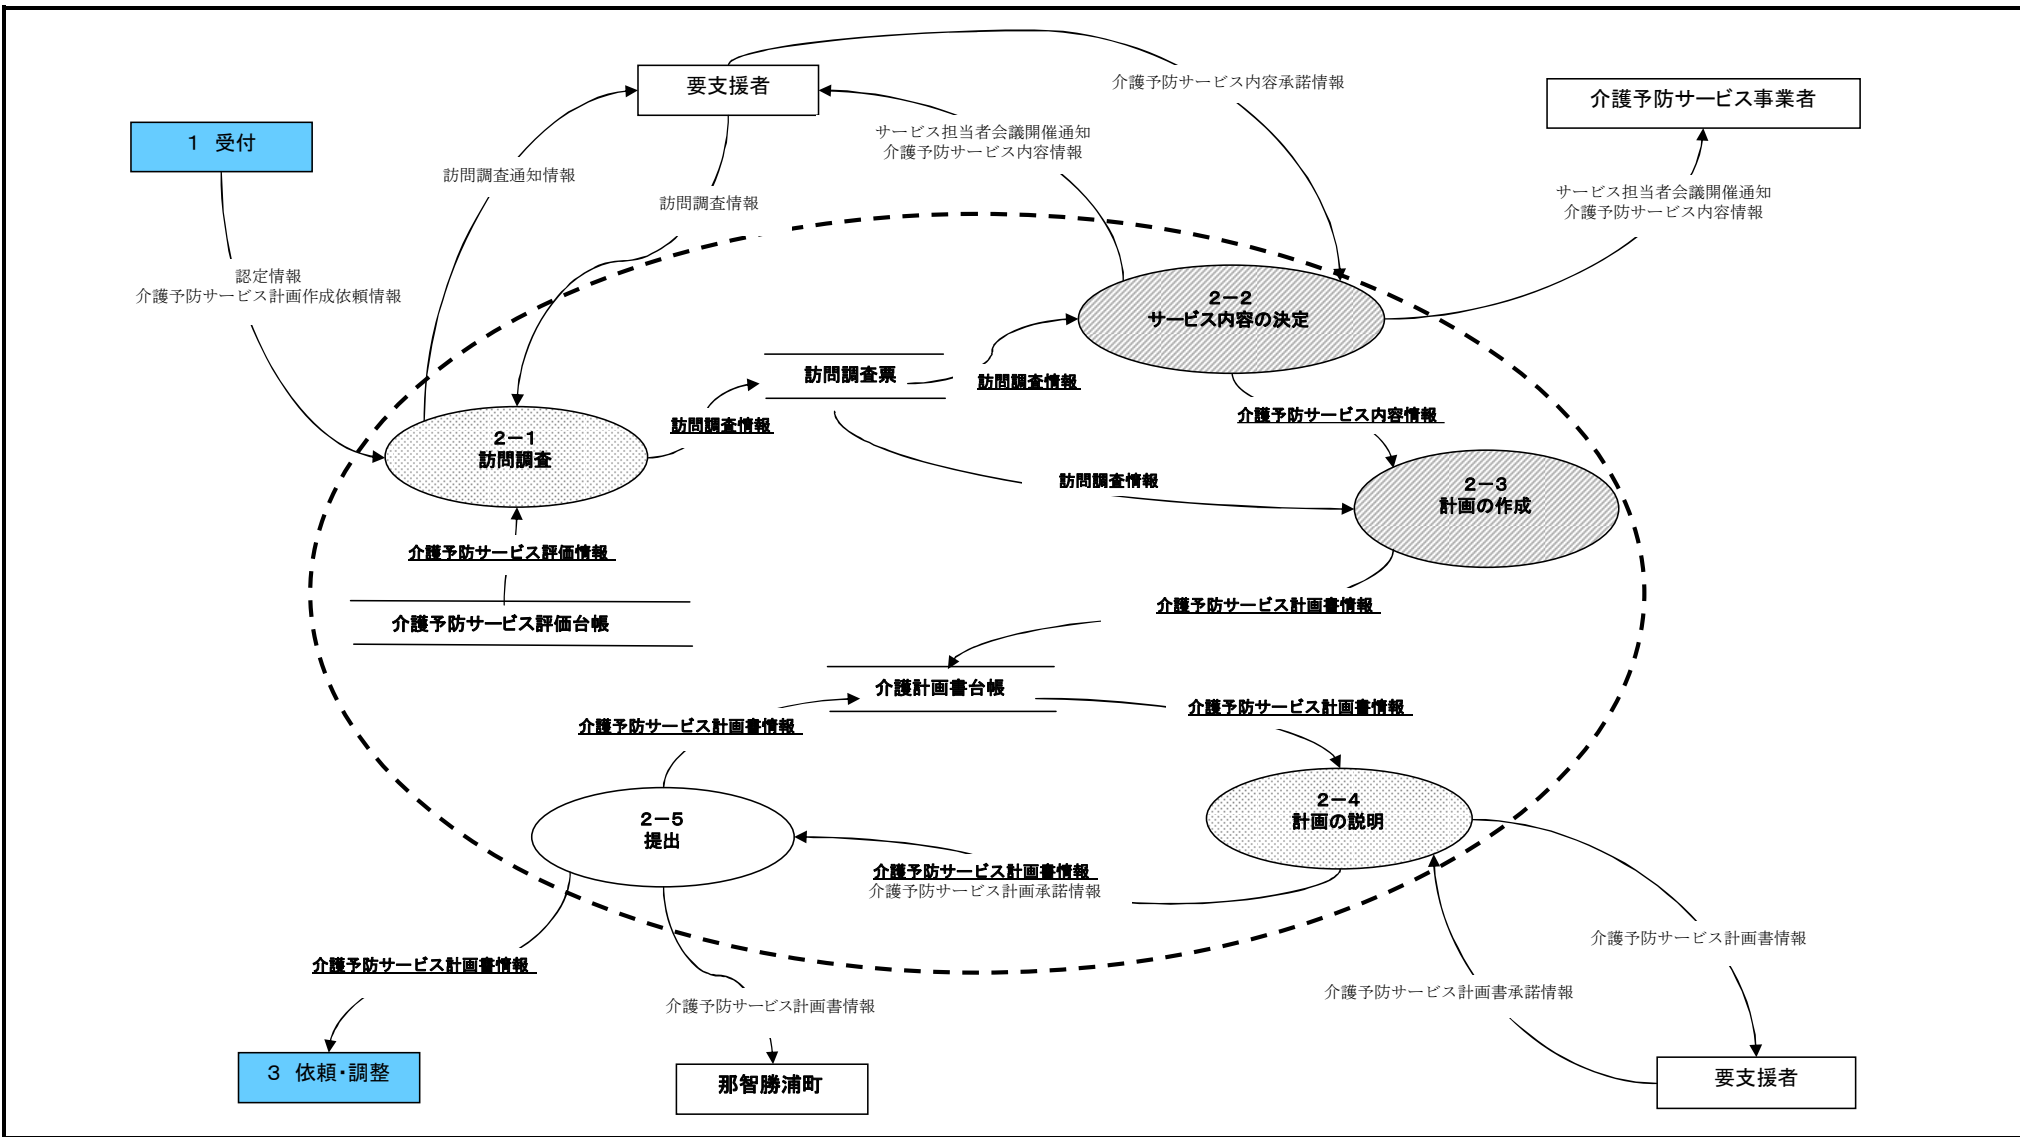 要支援者
介護予防サービス内容承諾情報
介護予防サービス事業者
1 受付
サービス担当者会議開催通知
介護予防サービス内容情報
訪問調査通知情報
訪問調査情報
サービス担当者会議開催通知
介護予防サービス内容情報
認定情報
介護予防サービス計画作成依頼情報
2-2
サービス内容の決定
訪問調査票
訪問調査情報
訪問調査情報
介護予防サービス内容情報
2-1
訪問調査
訪問調査情報
2-3
計画の作成
介護予防サービス評価情報
介護予防サービス評価台帳
介護予防サービス計画書情報
介護計画書台帳
介護予防サービス計画書情報
介護予防サービス計画書情報
2-5
提出
2-4
計画の説明
介護予防サービス計画書情報
介護予防サービス計画承諾情報
介護予防サービス計画書情報
介護予防サービス計画書情報
介護予防サービス計画書承諾情報
介護予防サービス計画書情報
3 依頼・調整
那智勝浦町
要支援者